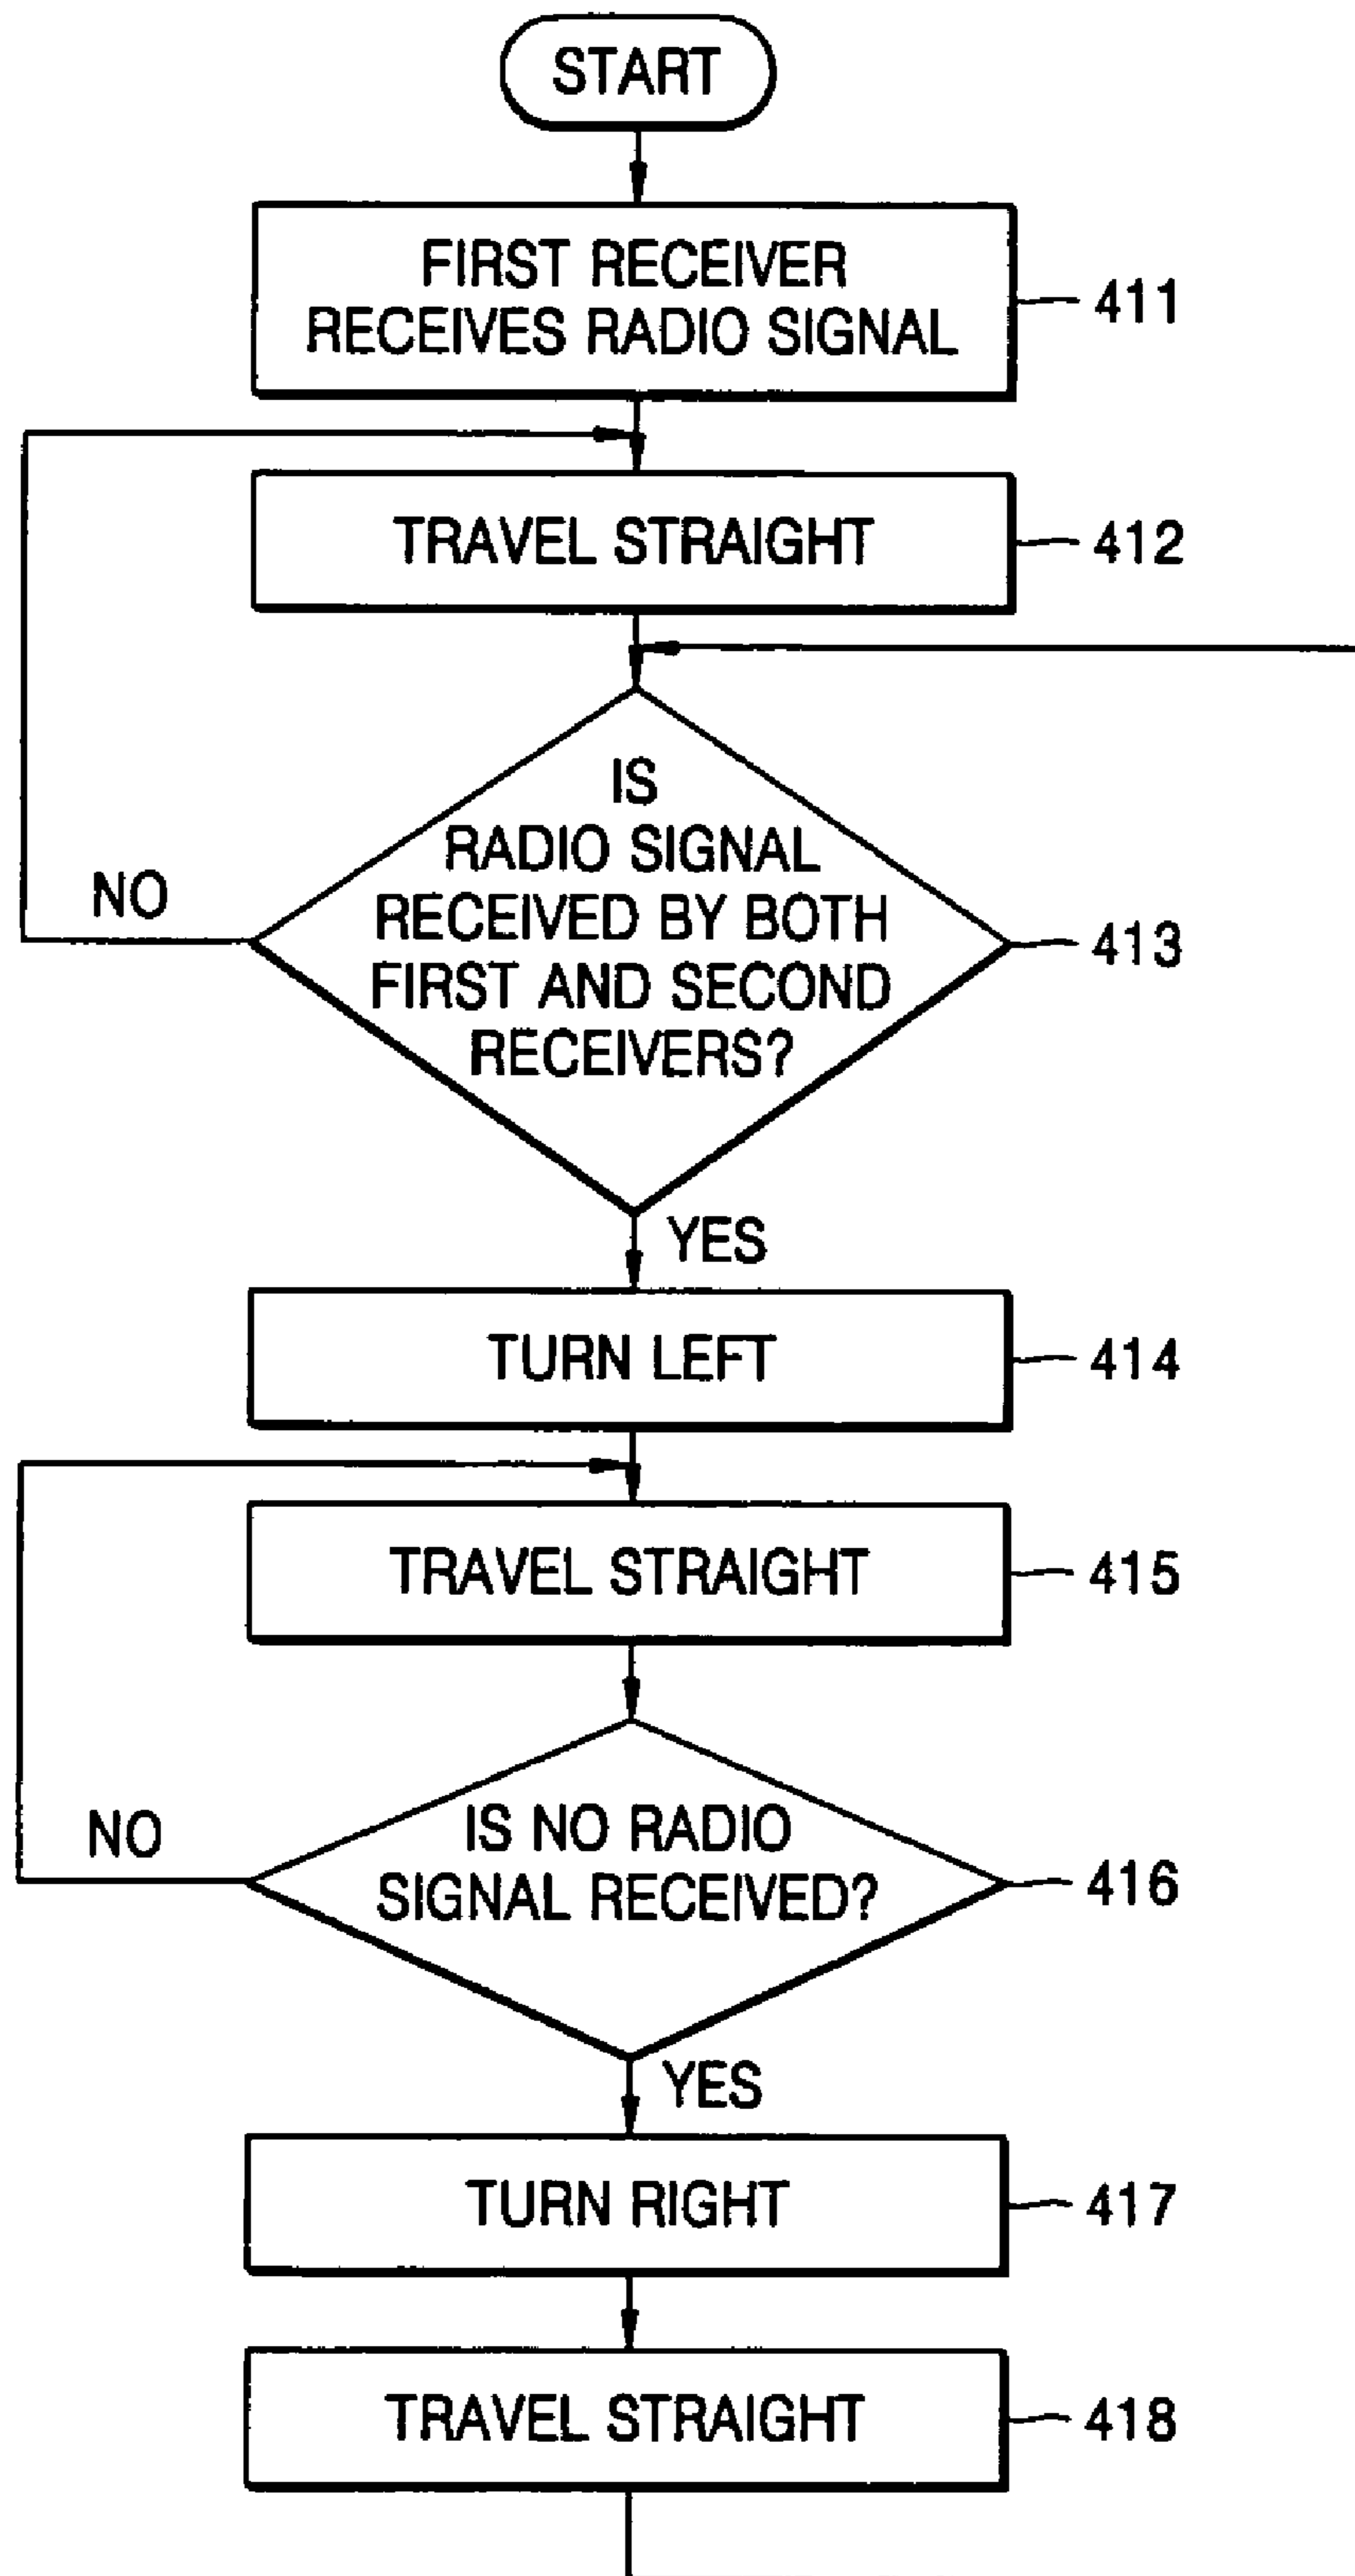 START
FIRST RECEIVER
RECEIVES RADIO SIGNAL
411
TRAVEL STRAIGHT
412
IS
RADIO SIGNAL
RECEIVED BY BOTH
FIRST AND SECOND
RECEIVERS?
413
NO
YES
TURN LEFT
414
TRAVEL STRAIGHT
415
IS NO RADIO
SIGNAL RECEIVED?
416
NO
YES
TURN RIGHT
417
TRAVEL STRAIGHT
418